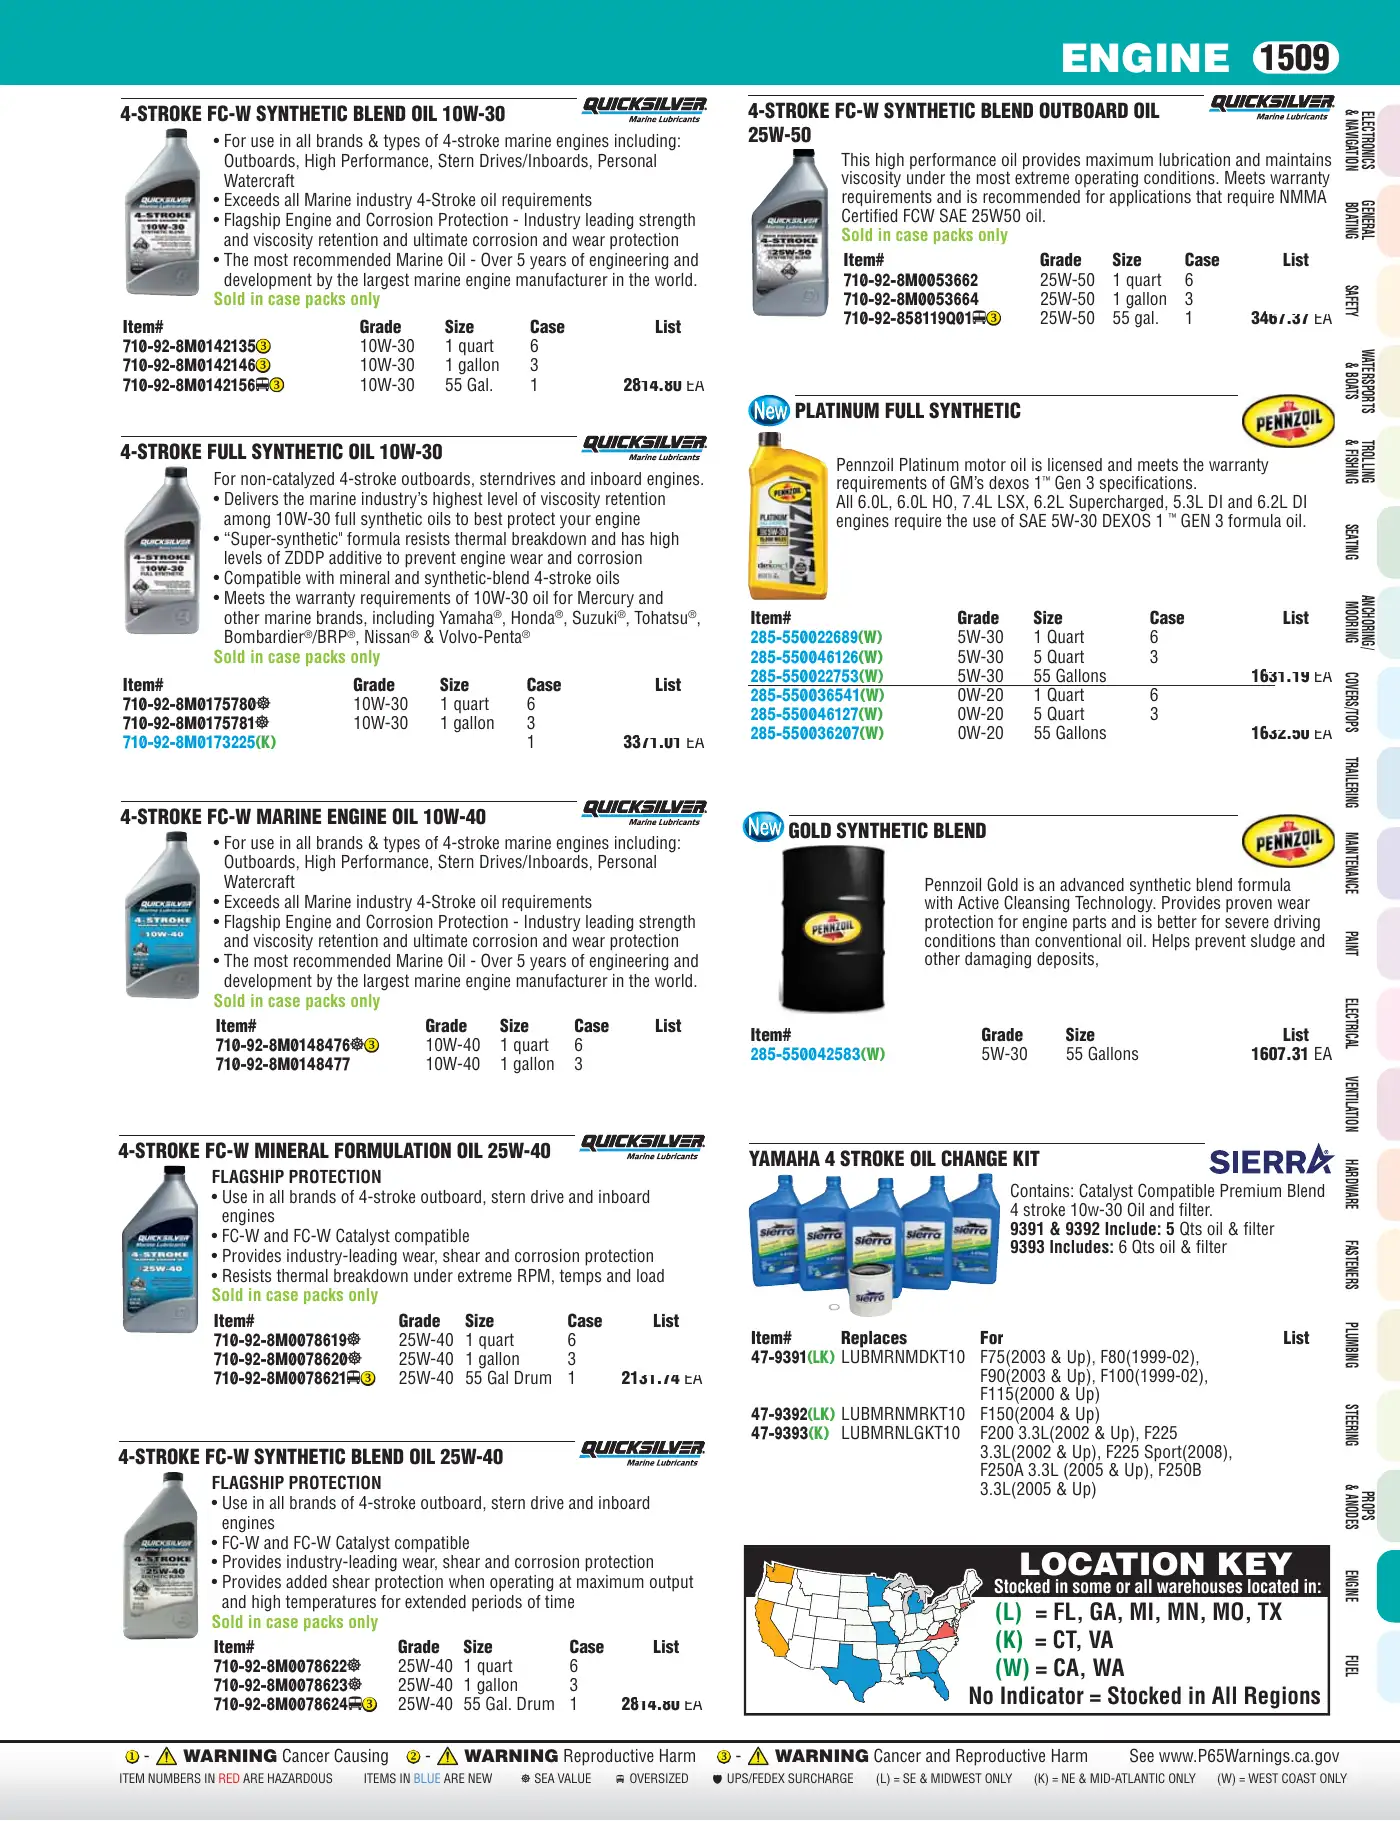 ENGINE 1509
4-STROKE FC-W SYNTHETIC BLEND OIL 10W-30
QUICKSILVER
Marine Lubricants
• For use in all brands & types of 4-stroke marine engines including:
Outboards, High Performance, Stern Drives/Inboards, Personal
Watercraft
• Exceeds all Marine industry 4-Stroke oil requirements
• Flagship Engine and Corrosion Protection - Industry leading strength
and viscosity retention and ultimate corrosion and wear protection
• The most recommended Marine Oil - Over 5 years of engineering and
development by the largest marine engine manufacturer in the world.
Sold in case packs only
Item# Grade Size Case List
710-92-8M0142135 3 10W-30 1 quart 6
710-92-8M0142146 3 10W-30 1 gallon 3
710-92-8M0142156 3 10W-30 55 Gal. 1 2814.80 EA
4-STROKE FULL SYNTHETIC OIL 10W-30
QUICKSILVER
Marine Lubricants
For non-catalyzed 4-stroke outboards, sterndrives and inboard engines.
• Delivers the marine industry's highest level of viscosity retention
among 10W-30 full synthetic oils to best protect your engine
• “Super-synthetic" formula resists thermal breakdown and has high
levels of ZDDP additive to prevent engine wear and corrosion
• Compatible with mineral and synthetic-blend 4-stroke oils
• Meets the warranty requirements of 10W-30 oil for Mercury and
other marine brands, including Yamaha®, Honda®, Suzuki®, Tohatsu®,
Bombardier®/BRP®, Nissan® & Volvo-Penta®
Sold in case packs only
Item# Grade Size Case List
710-92-8M0175780 10W-30 1 quart 6
710-92-8M0175781 10W-30 1 gallon 3
710-92-8M0173225(K) 1 3371.01 EA
4-STROKE FC-W MARINE ENGINE OIL 10W-40
QUICKSILVER
Marine Lubricants
• For use in all brands & types of 4-stroke marine engines including:
Outboards, High Performance, Stern Drives/Inboards, Personal
Watercraft
• Exceeds all Marine industry 4-Stroke oil requirements
• Flagship Engine and Corrosion Protection - Industry leading strength
and viscosity retention and ultimate corrosion and wear protection
• The most recommended Marine Oil - Over 5 years of engineering and
development by the largest marine engine manufacturer in the world.
Sold in case packs only
Item# Grade Size Case List
710-92-8M0148476 3 10W-40 1 quart 6
710-92-8M0148477 10W-40 1 gallon 3
4-STROKE FC-W MINERAL FORMULATION OIL 25W-40
QUICKSILVER
Marine Lubricants
FLAGSHIP PROTECTION
• Use in all brands of 4-stroke outboard, stern drive and inboard
engines
• FC-W and FC-W Catalyst compatible
• Provides industry-leading wear, shear and corrosion protection
• Resists thermal breakdown under extreme RPM, temps and load
Sold in case packs only
Item# Grade Size Case List
710-92-8M0078619 25W-40 1 quart 6
710-92-8M0078620 25W-40 1 gallon 3
710-92-8M0078621 3 25W-40 55 Gal Drum 1 2131.74 EA
4-STROKE FC-W SYNTHETIC BLEND OIL 25W-40
QUICKSILVER
Marine Lubricants
FLAGSHIP PROTECTION
• Use in all brands of 4-stroke outboard, stern drive and inboard
engines
• FC-W and FC-W Catalyst compatible
• Provides industry-leading wear, shear and corrosion protection
• Provides added shear protection when operating at maximum output
and high temperatures for extended periods of time
Sold in case packs only
Item# Grade Size Case List
710-92-8M0078622 25W-40 1 quart 6
710-92-8M0078623 25W-40 1 gallon 3
710-92-8M0078624 3 25W-40 55 Gal. Drum 1 2814.80 EA
4-STROKE FC-W SYNTHETIC BLEND OUTBOARD OIL
25W-50
QUICKSILVER
Marine Lubricants
This high performance oil provides maximum lubrication and maintains
viscosity under the most extreme operating conditions. Meets warranty
requirements and is recommended for applications that require NMMA
Certified FCW SAE 25W50 oil.
Sold in case packs only
Item# Grade Size Case List
710-92-8M0053662 25W-50 1 quart 6
710-92-8M0053664 25W-50 1 gallon 3
710-92-858119Q01 3 25W-50 55 gal. 1 3467.37 EA
New PLATINUM FULL SYNTHETIC
PENNZOIL
Pennzoil Platinum motor oil is licensed and meets the warranty
requirements of GM's dexos 1™ Gen 3 specifications.
All 6.0L, 6.0L HO, 7.4L LSX, 6.2L Supercharged, 5.3L DI and 6.2L DI
engines require the use of SAE 5W-30 DEXOS 1 ™ GEN 3 formula oil.
Item# Grade Size Case List
285-550022689(W) 5W-30 1 Quart 6
285-550046126(W) 5W-30 5 Quart 3
285-550022753(W) 5W-30 55 Gallons 1631.19 EA
285-550036541(W) 0W-20 1 Quart 6
285-550046127(W) 0W-20 5 Quart 3
285-550036207(W) 0W-20 55 Gallons 1632.50 EA
New GOLD SYNTHETIC BLEND
PENNZOIL
PENNZOIL
Pennzoil Gold is an advanced synthetic blend formula
with Active Cleansing Technology. Provides proven wear
protection for engine parts and is better for severe driving
conditions than conventional oil. Helps prevent sludge and
other damaging deposits,
Item# Grade Size List
285-550042583(W) 5W-30 55 Gallons 1607.31 EA
YAMAHA 4 STROKE OIL CHANGE KIT
SIERRA
Contains: Catalyst Compatible Premium Blend
4 stroke 10w-30 Oil and filter.
9391 & 9392 Include: 5 Qts oil & filter
9393 Includes: 6 Qts oil & filter
Item# Replaces For List
47-9391(LK) LUBMRNMDKT10 F75(2003 & Up), F80(1999-02),
F90(2003 & Up), F100(1999-02),
F115(2000 & Up)
47-9392(LK) LUBMRNMRKT10 F150(2004 & Up)
47-9393(K) LUBMRNLGKT10 F200 3.3L(2002 & Up), F225
3.3L(2002 & Up), F225 Sport(2008),
F250A 3.3L (2005 & Up), F250B
3.3L(2005 & Up)
LOCATION KEY
Stocked in some or all warehouses located in:
(L) = FL, GA, MI, MN, MO, TX
(K) = CT, VA
(W) = CA, WA
No Indicator = Stocked in All Regions
ELECTRONICS
& NAVIGATION
GENERAL
BOATING
SAFETY
WATERSPORTS
& BOATS
TROLLING
& FISHING
SEATING
ANCHORING/
MOORING
COVERS/TOPS
TRAILERING
MAINTENANCE
PAINT
ELECTRICAL
VENTILATION
HARDWARE
FASTENERS
PLUMBING
STEERING
PROPS
& ANODES
ENGINE
FUEL
1 - WARNING Cancer Causing 2 - WARNING Reproductive Harm 3 - WARNING Cancer and Reproductive Harm See www.P65Warnings.ca.gov
ITEM NUMBERS IN RED ARE HAZARDOUS ITEMS IN BLUE ARE NEW SEA VALUE OVERSIZED UPS/FEDEX SURCHARGE (L) = SE & MIDWEST ONLY (K) = NE & MID-ATLANTIC ONLY (W) = WEST COAST ONLY